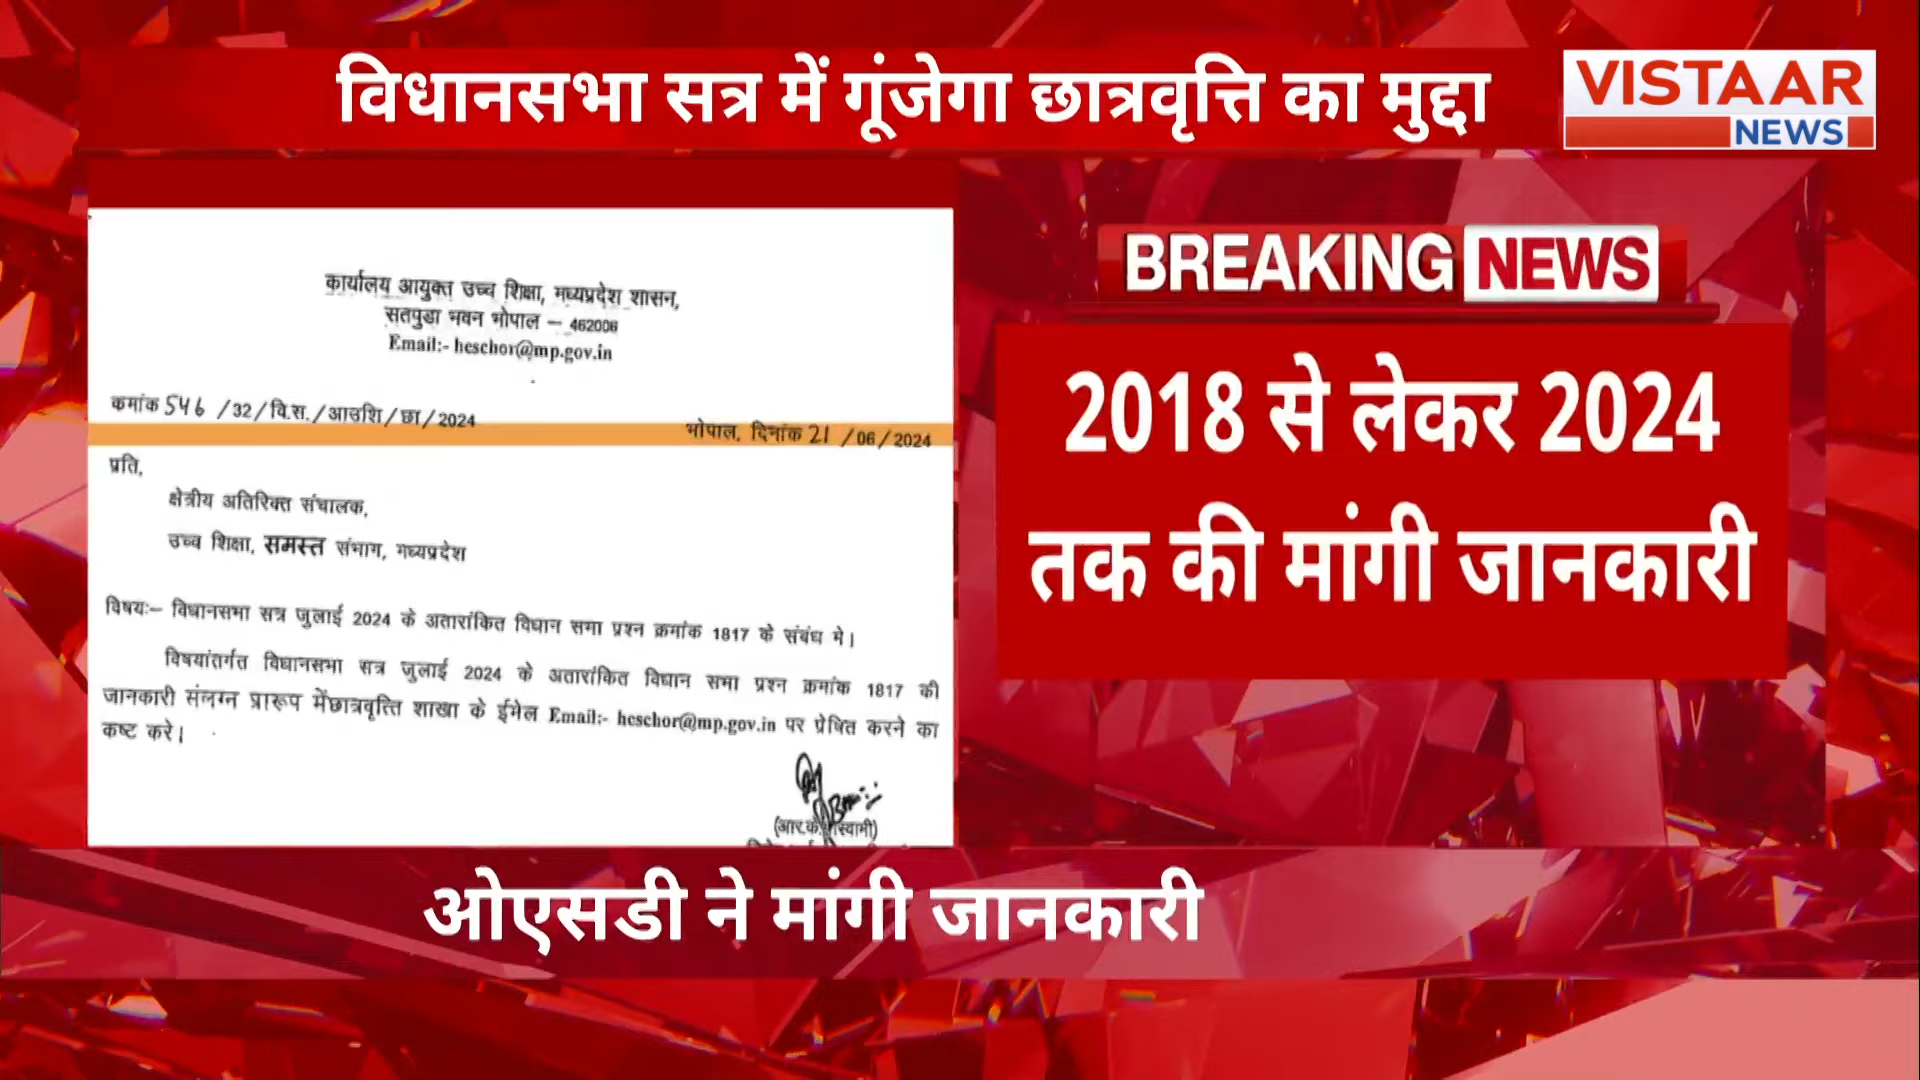 विधानसभा सत्र में गूंजेगा छात्रवृत्ति का मुद्दा
VISTAAR
NEWS
कार्यालय आयुक्त उच्च शिक्षा, मध्यप्रदेश शासन,
सतपुडा भवन भोपाल – 462006
Email:- heschor@mp.gov.in
कमांक 546 /32/वि.स./आउशि/छा/2024
भोपाल, दिनांक 21 /06/2024
प्रति,
क्षेत्रीय अतिरिक्त संचालक,
उच्च शिक्षा, समस्त संभाग, मध्यप्रदेश
विषयः– विधानसभा सत्र जुलाई 2024 के अतारांकित विधान सभा प्रश्न क्रमांक 1817 के संबंध मे।
विषयांतर्गत विधानसभा सत्र जुलाई 2024 के अतारांकित विधान सभा प्रश्न क्रमांक 1817 की
जानकारी संलग्न प्रारूप मेंछात्रवृत्ति शाखा के ईमेल Email:- heschor@mp.gov.in पर प्रेषित करने का
कष्ट करे।
BREAKING NEWS
2018 से लेकर 2024
तक की मांगी जानकारी
ओएसडी ने मांगी जानकारी